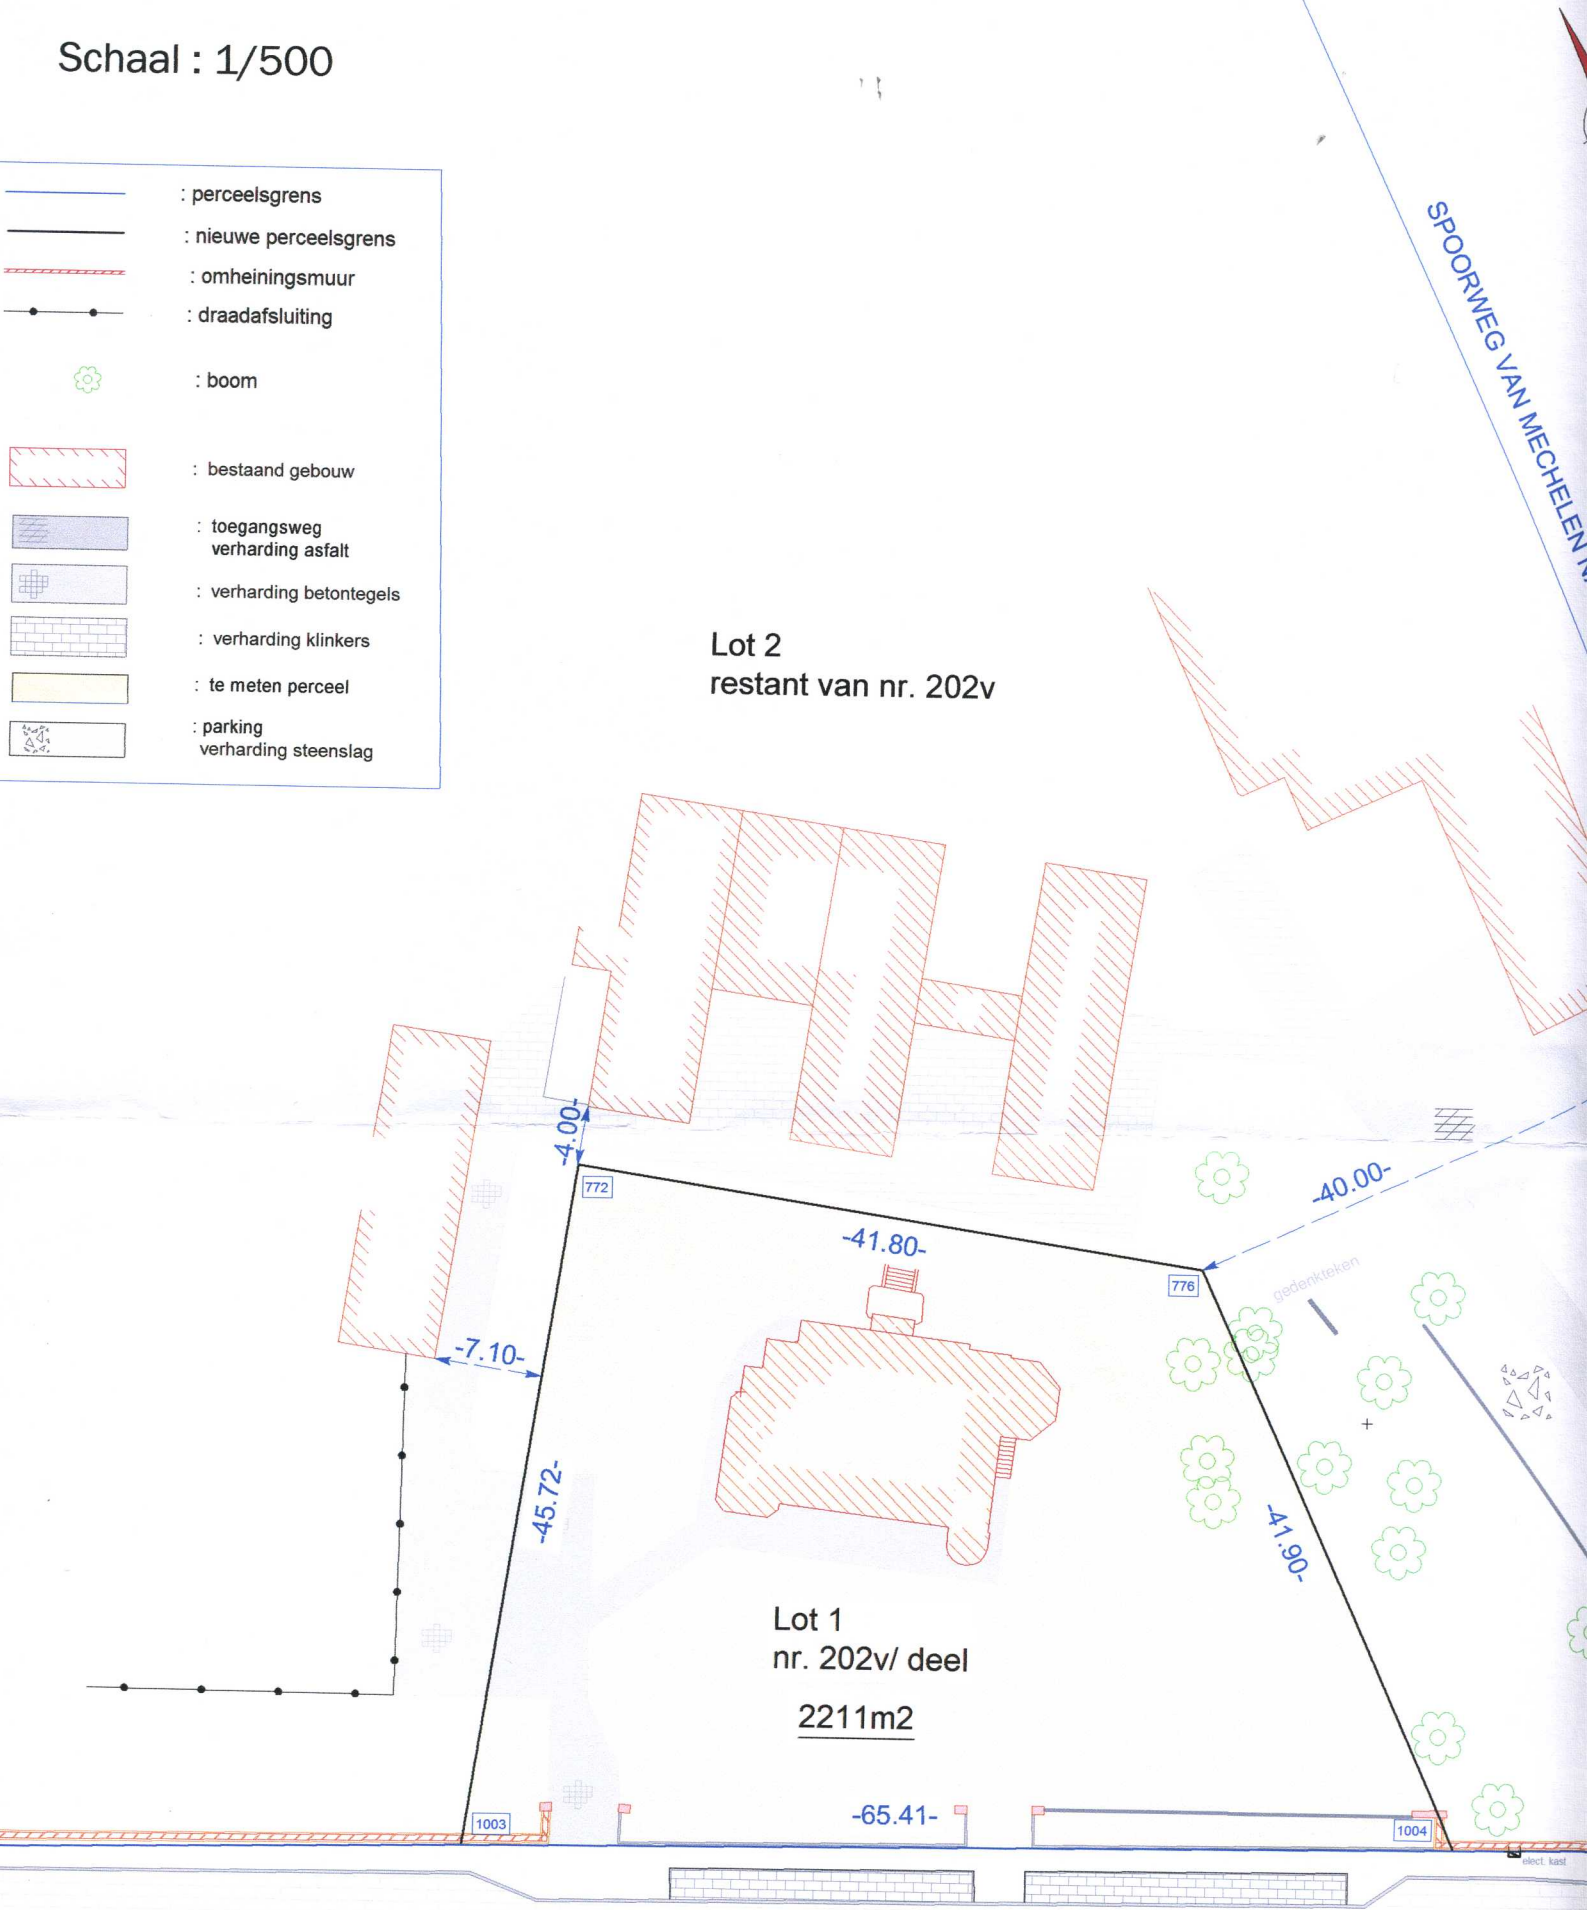 Schaal : 1/500
: perceelsgrens
: nieuwe perceelsgrens
: omheiningsmuur
: draadafsluiting
: boom
: bestaand gebouw
: toegangsweg
verharding asfalt
: verharding betontegels
: verharding klinkers
: te meten perceel
: parking
verharding steenslag
SPOORWEG VAN MECHELEN
Lot 2
restant van nr. 202v
-4.00-
772
-41.80-
-40.00-
776
gedenkteken
-7.10-
-45.72-
-41.90-
Lot 1
nr. 202v/ deel
2211m2
-65.41-
1003
1004
elect. kast